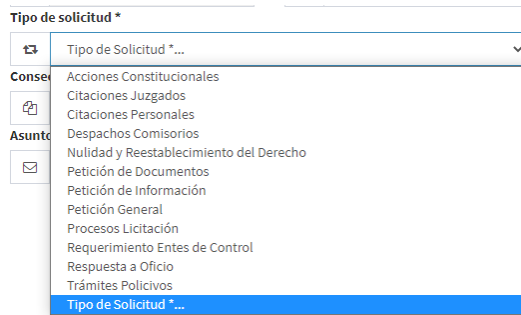 Tipo de solicitud *
Tipo de Solicitud *...
Acciones Constitucionales
Citaciones Juzgados
Citaciones Personales
Despachos Comisorios
Nulidad y Reestablecimiento del Derecho
Petición de Documentos
Petición de Información
Petición General
Procesos Licitación
Requerimiento Entes de Control
Respuesta a Oficio
Trámites Policivos
Tipo de Solicitud *...
Asunto